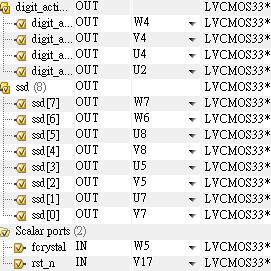 digit_acti... OUT LVCMOS33*
digit_a... OUT W4 LVCMOS33*
digit_a... OUT V4 LVCMOS33*
digit_a... OUT U4 LVCMOS33*
digit_a... OUT U2 LVCMOS33*
ssd (8) OUT LVCMOS33*
ssd[7] OUT W7 LVCMOS33*
ssd[6] OUT W6 LVCMOS33*
ssd[5] OUT U8 LVCMOS33*
ssd[4] OUT V8 LVCMOS33*
ssd[3] OUT U5 LVCMOS33*
ssd[2] OUT V5 LVCMOS33*
ssd[1] OUT U7 LVCMOS33*
ssd[0] OUT V7 LVCMOS33*
Scalar ports (2)
fcrystal IN W5 LVCMOS33*
rst_n IN V17 LVCMOS33*